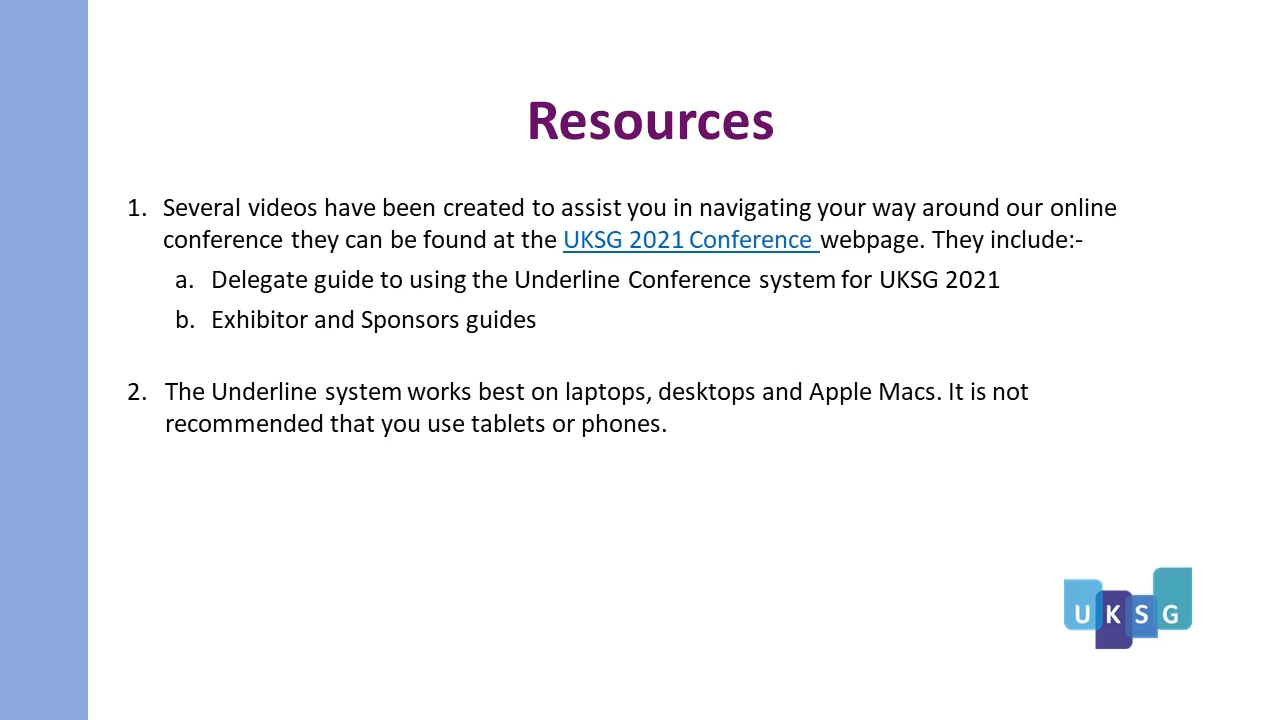 Resources
1. Several videos have been created to assist you in navigating your way around our online
conference they can be found at the UKSG 2021 Conference webpage. They include:-
a. Delegate guide to using the Underline Conference system for UKSG 2021
b. Exhibitor and Sponsors guides
2. The Underline system works best on laptops, desktops and Apple Macs. It is not
recommended that you use tablets or phones.
UKSG